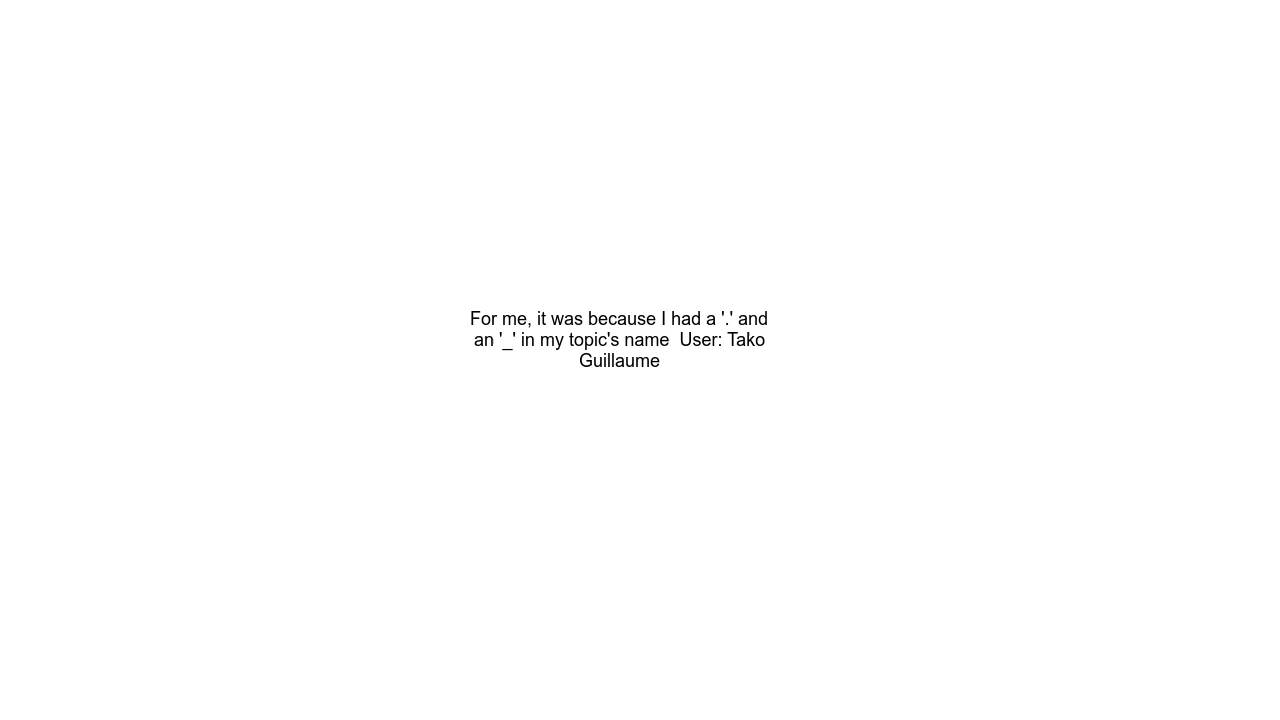 For me, it was because I had a '.' and
an '_' in my topic's name  User: Tako
Guillaume